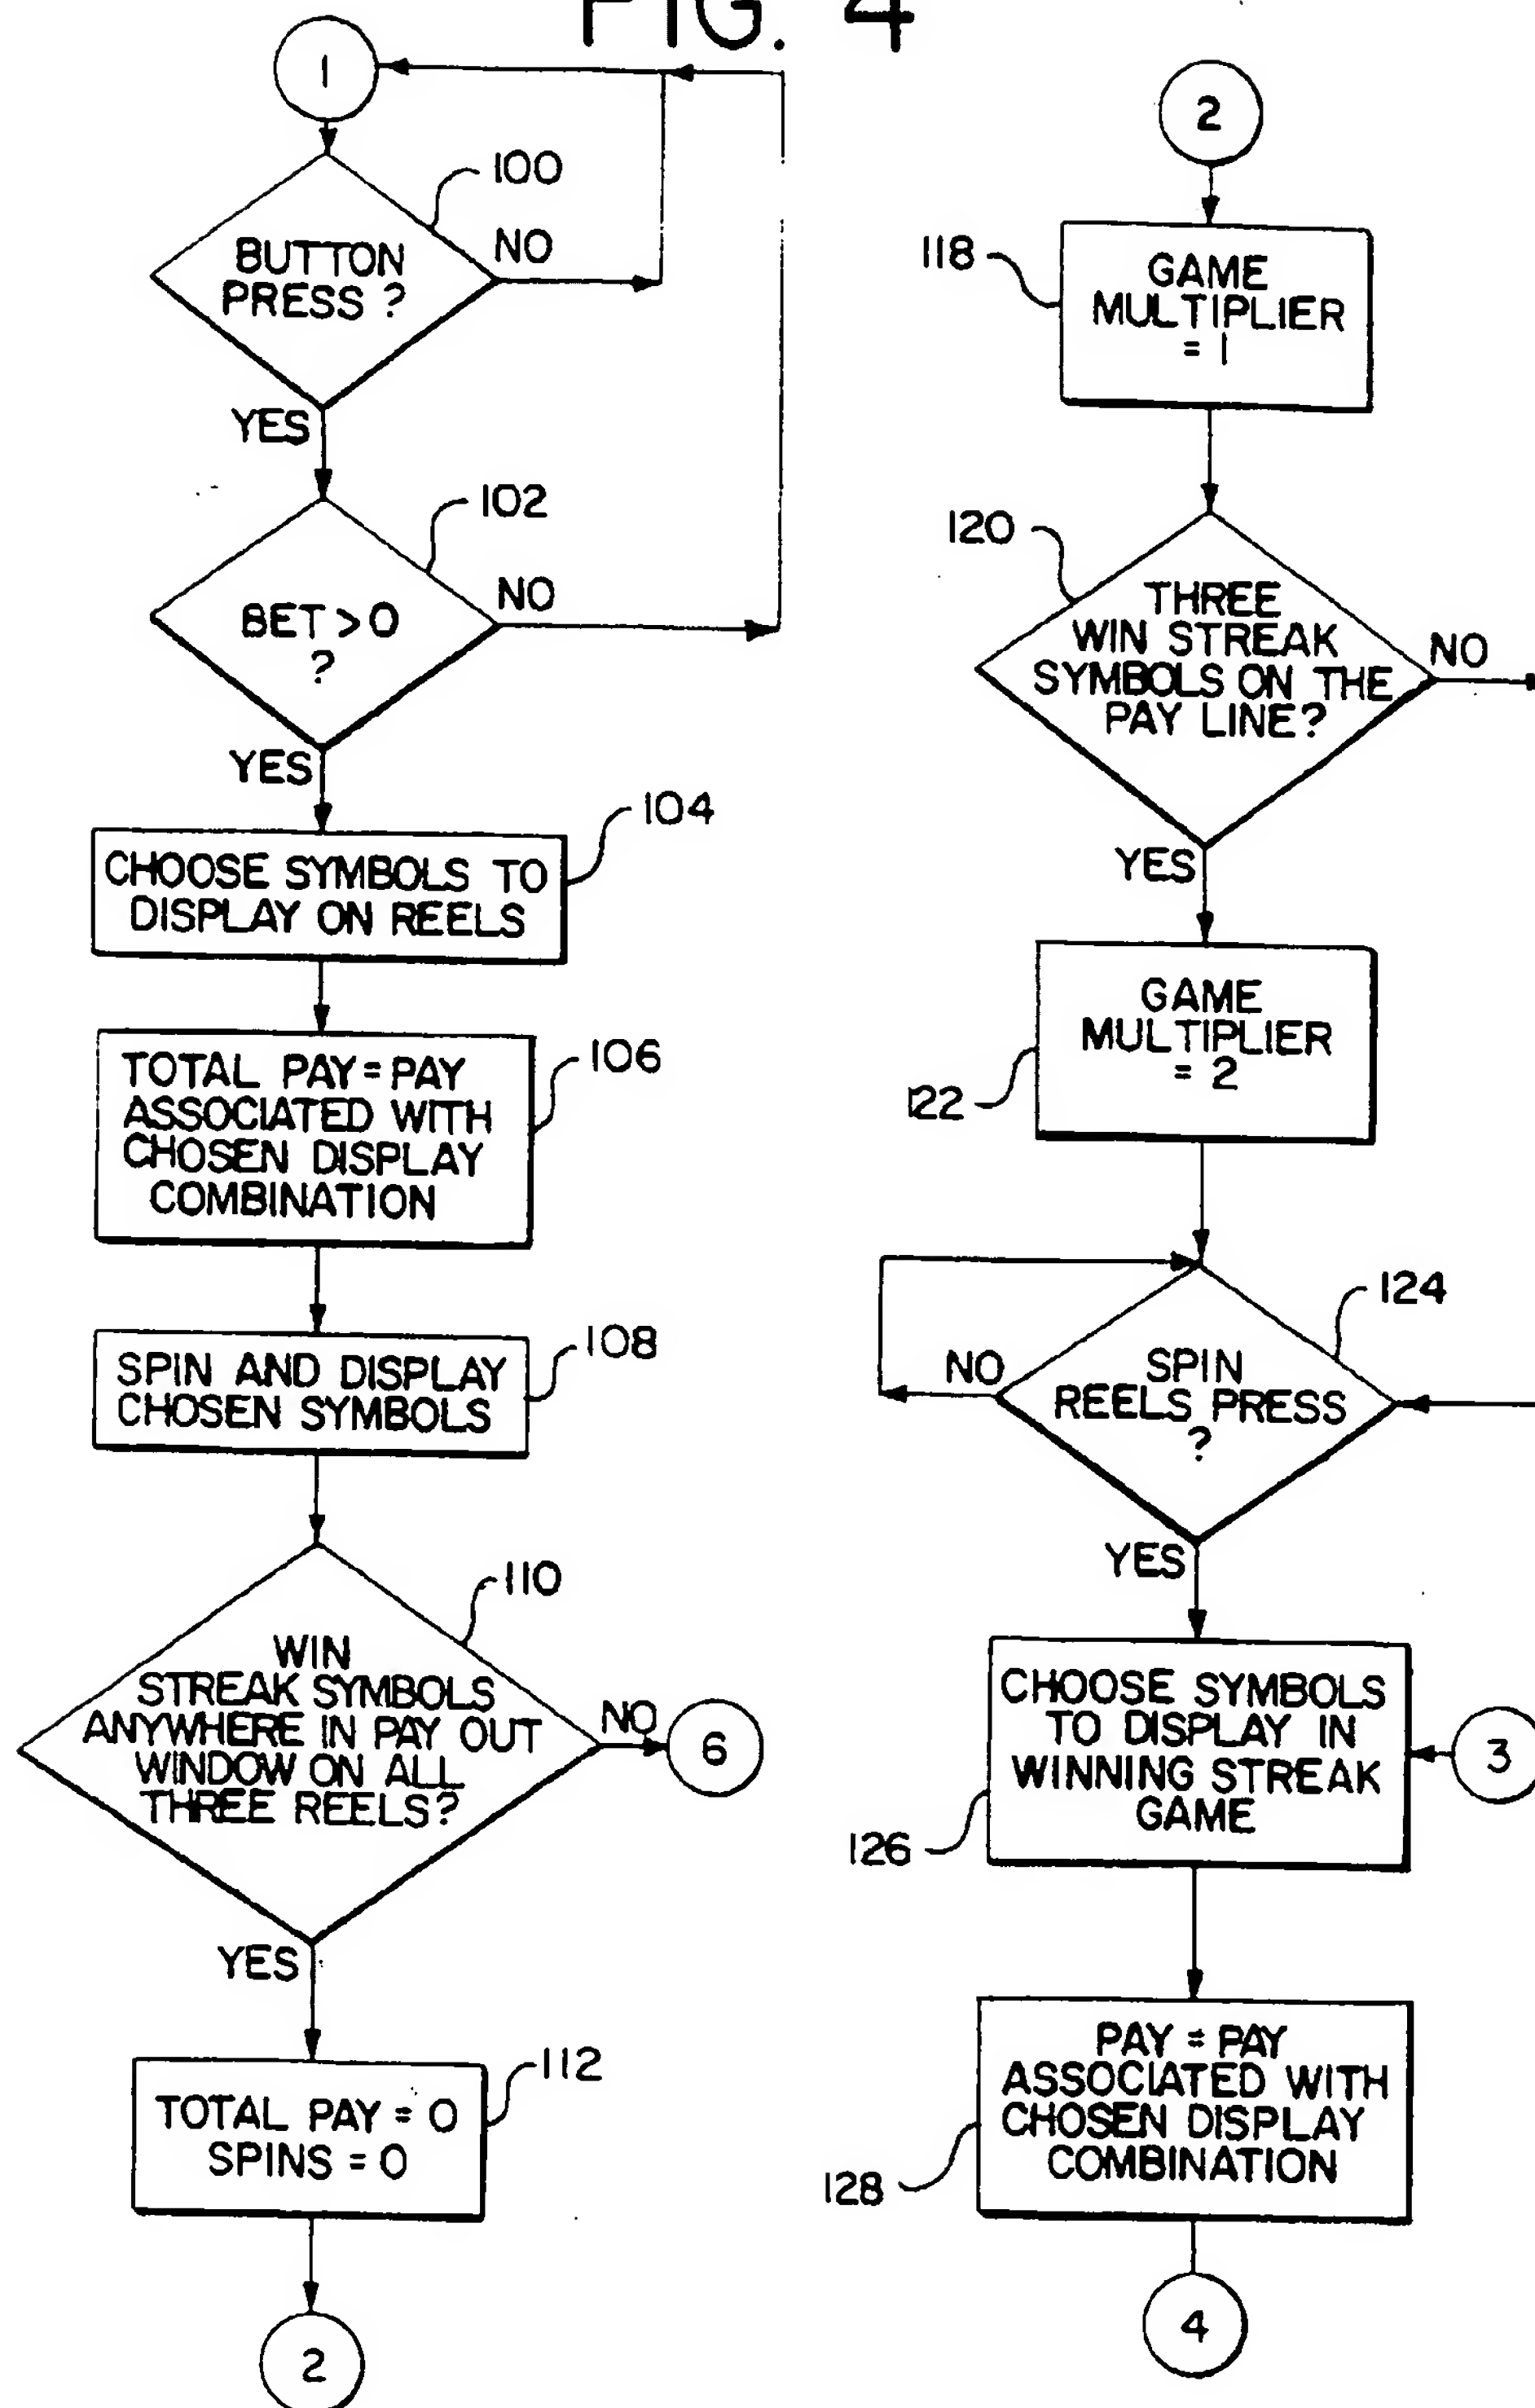 FIG. 4
1
100
BUTTON
PRESS ?
NO
YES
102
BET > 0
?
NO
YES
104
CHOOSE SYMBOLS TO
DISPLAY ON REELS
106
TOTAL PAY = PAY
ASSOCIATED WITH
CHOSEN DISPLAY
COMBINATION
108
SPIN AND DISPLAY
CHOSEN SYMBOLS
110
WIN
STREAK SYMBOLS
ANYWHERE IN PAY OUT
WINDOW ON ALL
THREE REELS?
NO
6
YES
112
TOTAL PAY = 0
SPINS = 0
2
2
118
GAME
MULTIPLIER
= 1
120
THREE
WIN STREAK
SYMBOLS ON THE
PAY LINE?
NO
YES
GAME
MULTIPLIER
= 2
122
124
SPIN
REELS PRESS
?
NO
YES
CHOOSE SYMBOLS
TO DISPLAY IN
WINNING STREAK
GAME
3
126
PAY = PAY
ASSOCIATED WITH
CHOSEN DISPLAY
COMBINATION
128
4